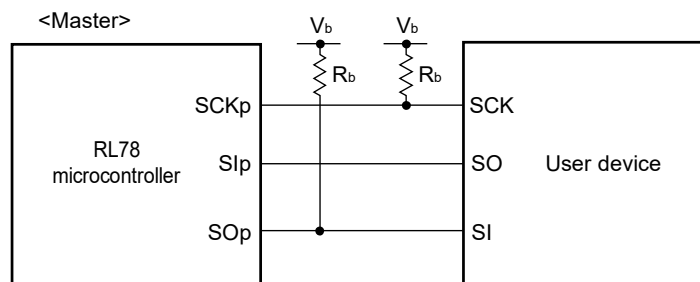 <Master>
Vb Vb
Rb Rb
SCKp SCK
RL78
microcontroller
SIp SO
User device
SOp SI